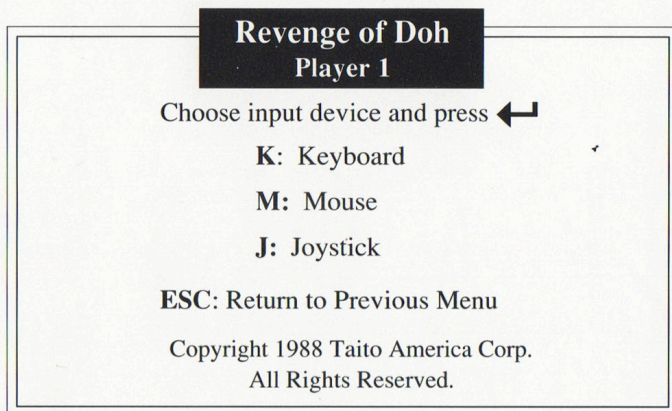 Revenge of Doh
Player 1
Choose input device and press
K: Keyboard
M: Mouse
J: Joystick
ESC: Return to Previous Menu
Copyright 1988 Taito America Corp.
All Rights Reserved.